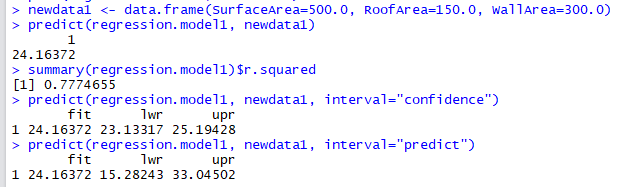 > newdata1 <- data.frame(SurfaceArea=500.0, RoofArea=150.0, WallArea=300.0)
> predict(regression.model1, newdata1)
1
24.16372
> summary(regression.model1)$r.squared
[1] 0.7774655
> predict(regression.model1, newdata1, interval="confidence")
fit lwr upr
1 24.16372 23.13317 25.19428
> predict(regression.model1, newdata1, interval="predict")
fit lwr upr
1 24.16372 15.28243 33.04502